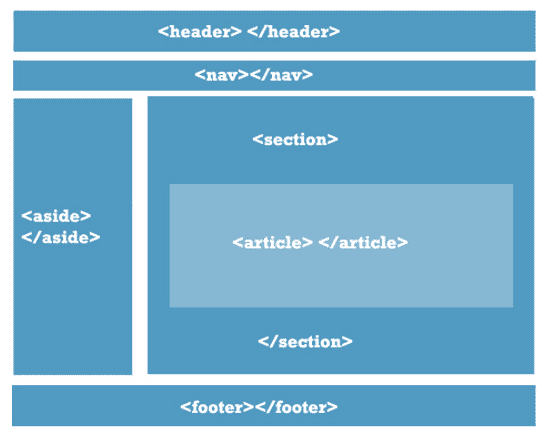 <header> </header>
<nav></nav>
<section>
<aside>
</aside>
<article> </article>
</section>
<footer></footer>